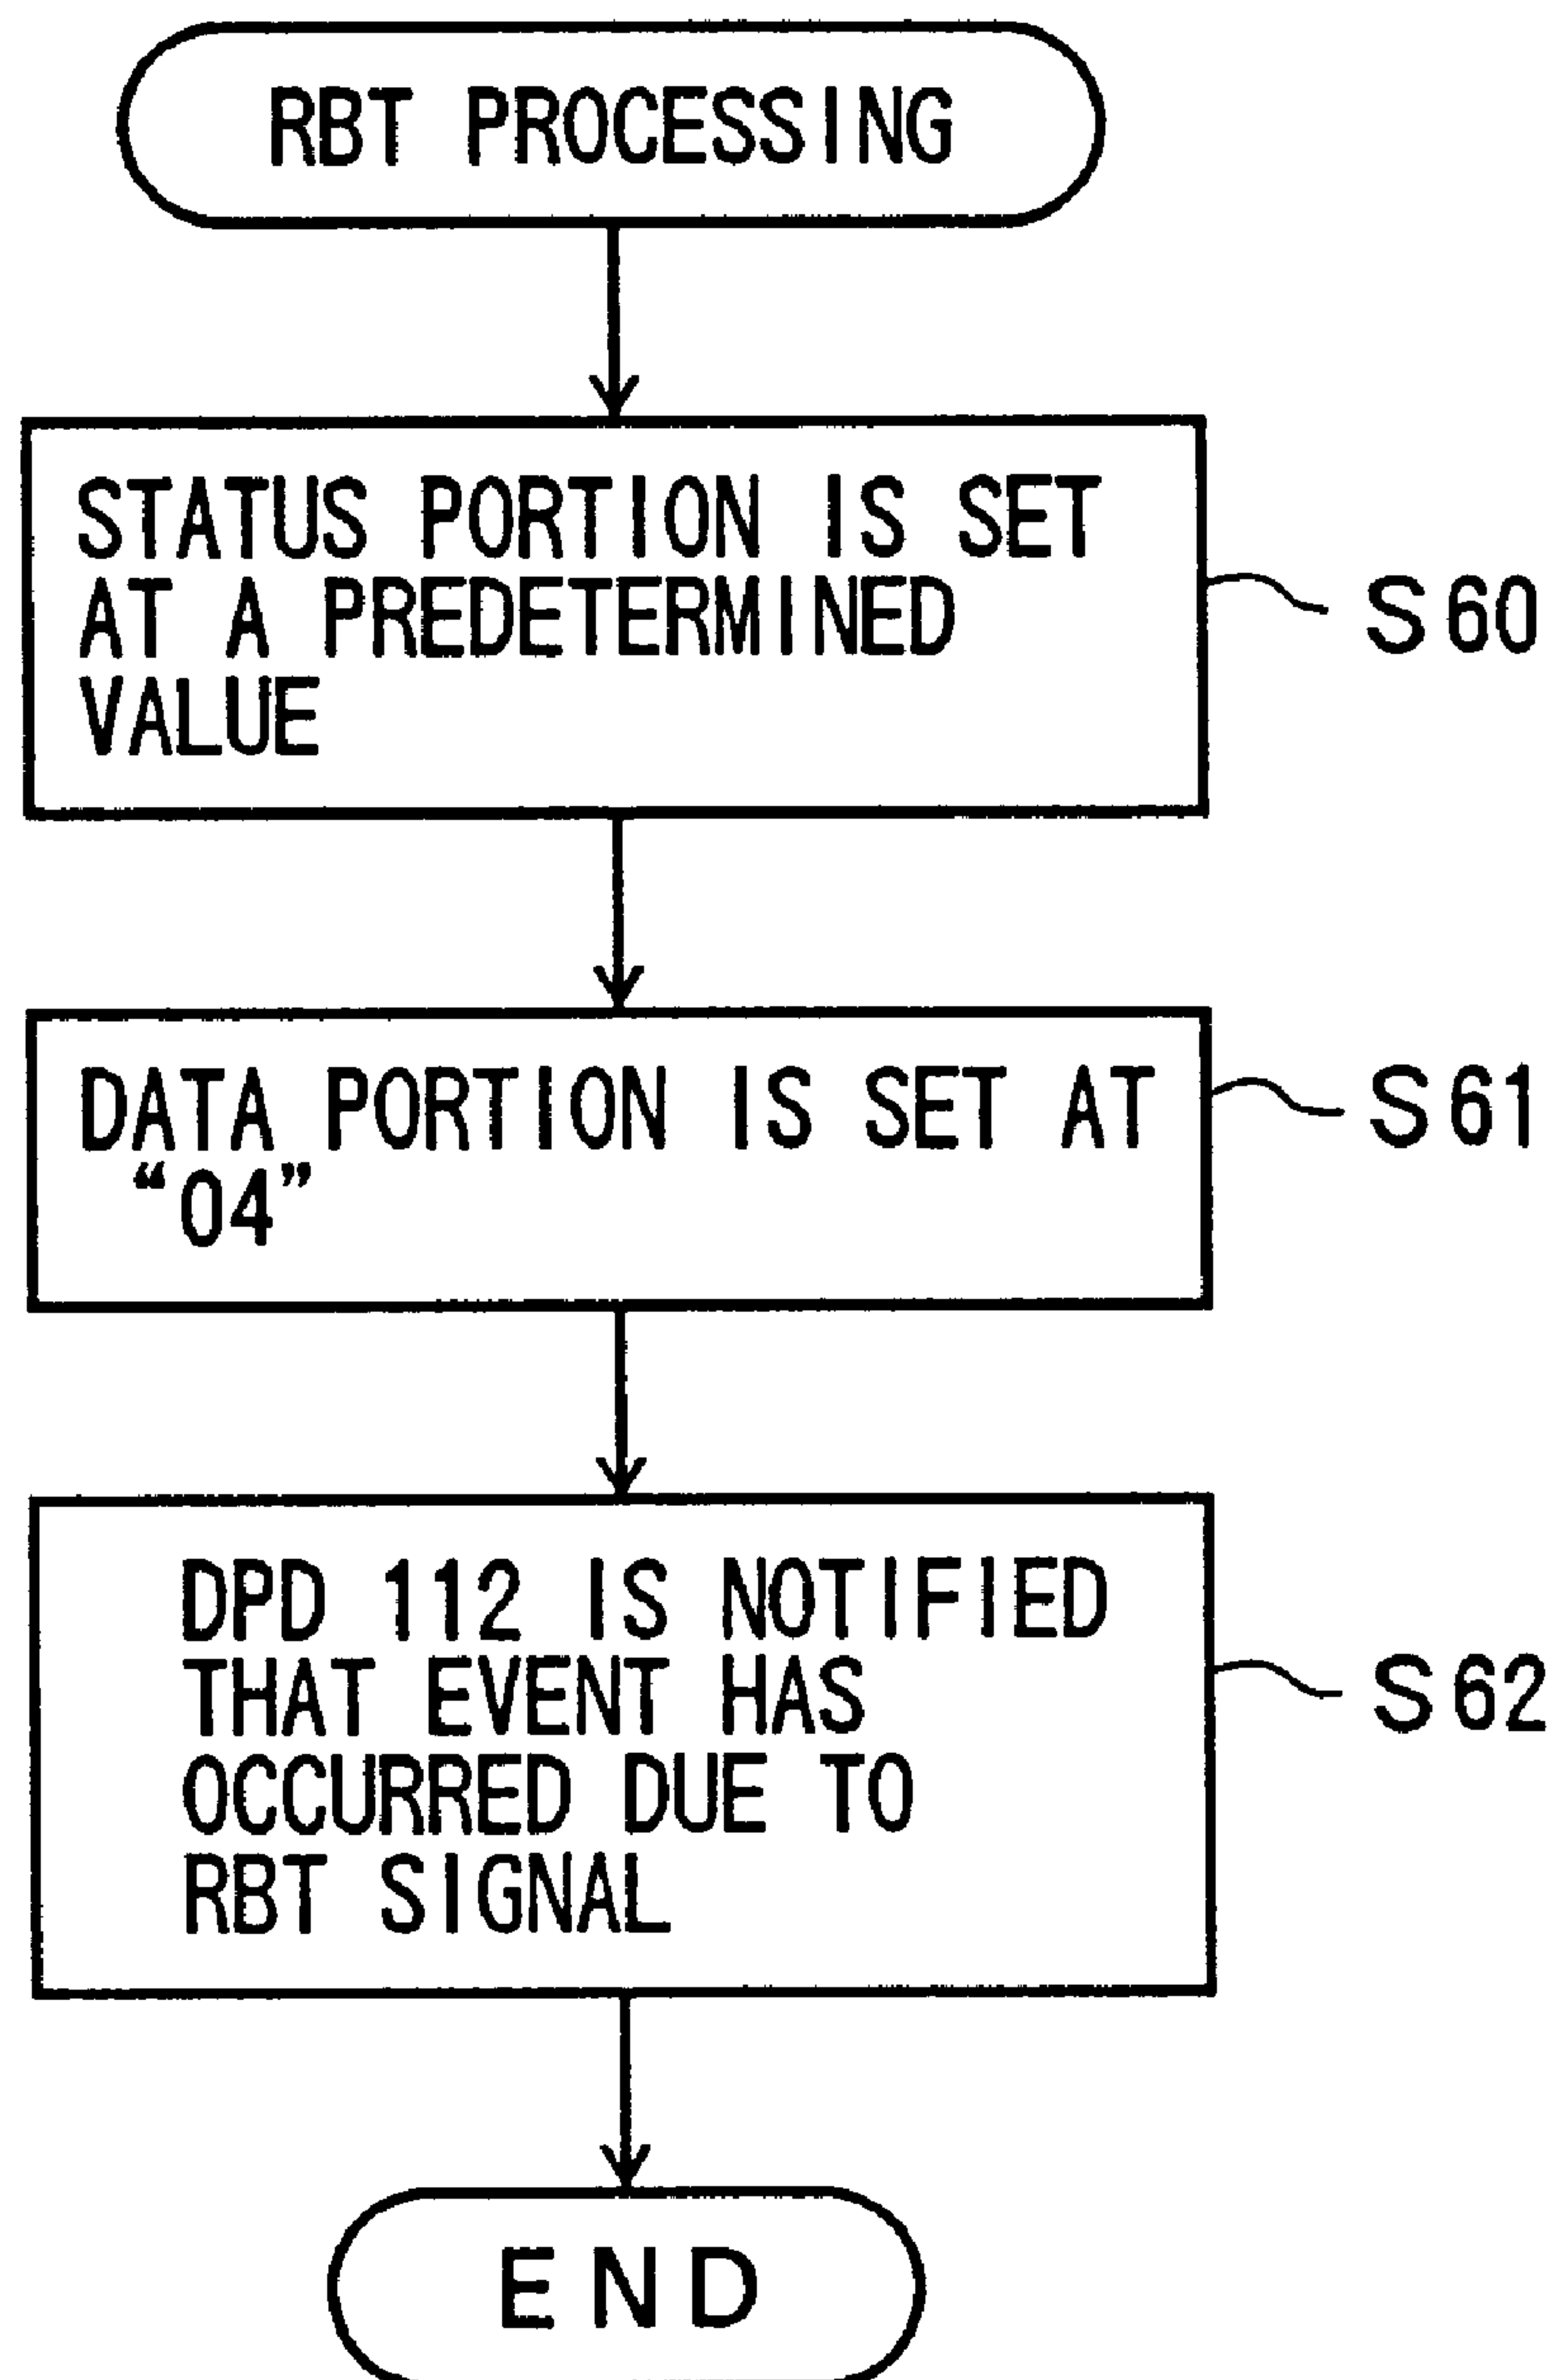 RBT PROCESSING
STATUS PORTION IS SET
AT A PREDETERMINED
VALUE
S60
DATA PORTION IS SET AT
“04”
S61
DPD 112 IS NOTIFIED
THAT EVENT HAS
OCCURRED DUE TO
RBT SIGNAL
S62
END